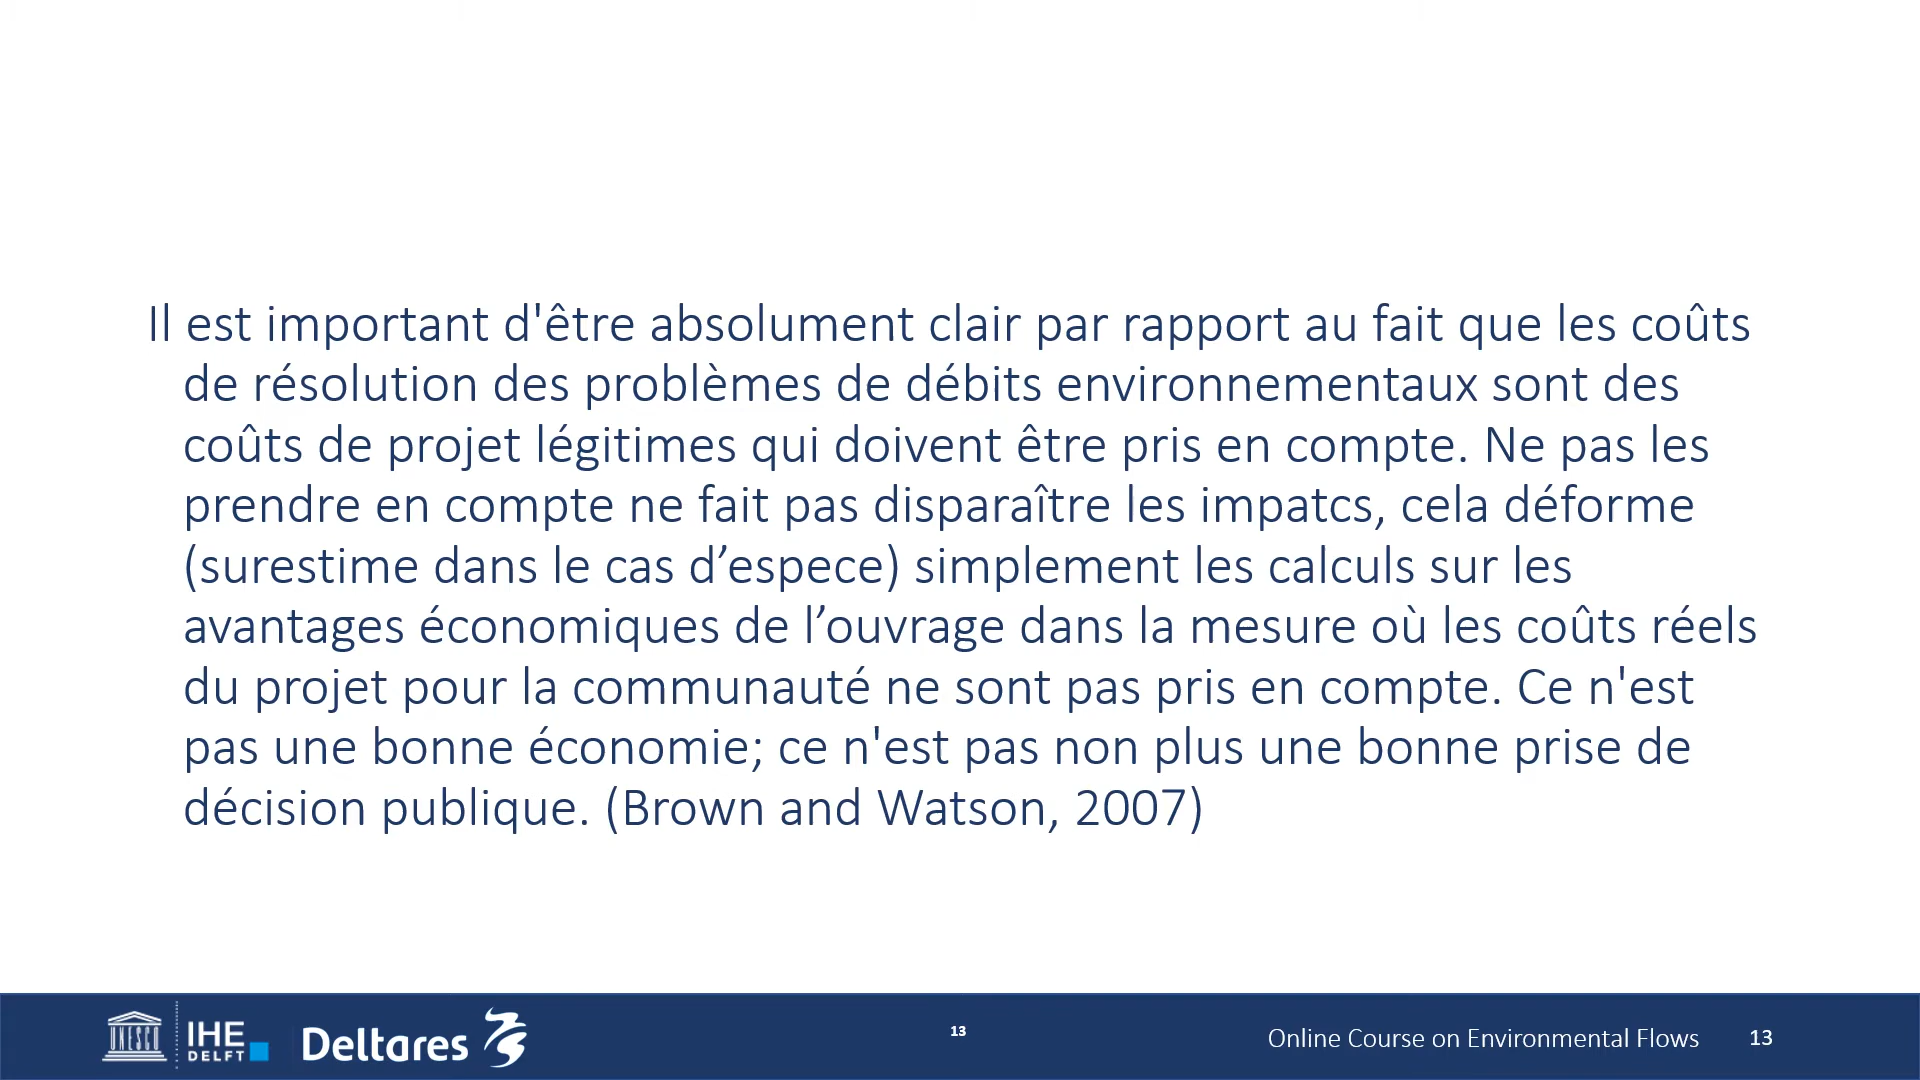 Il est important d'être absolument clair par rapport au fait que les coûts
de résolution des problèmes de débits environnementaux sont des
coûts de projet légitimes qui doivent être pris en compte. Ne pas les
prendre en compte ne fait pas disparaître les impatcs, cela déforme
(surestime dans le cas d’espece) simplement les calculs sur les
avantages économiques de l’ouvrage dans la mesure où les coûts réels
du projet pour la communauté ne sont pas pris en compte. Ce n'est
pas une bonne économie; ce n'est pas non plus une bonne prise de
décision publique. (Brown and Watson, 2007)
UNESCO
IHE
DELFT
Deltares
13
Online Course on Environmental Flows
13